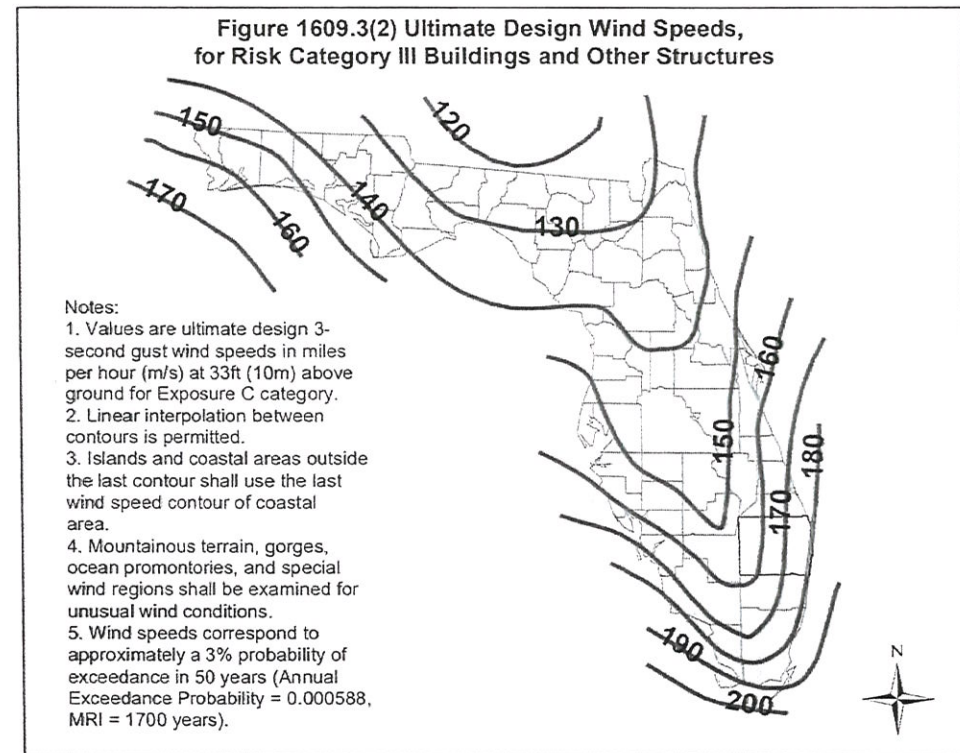 Figure 1609.3(2) Ultimate Design Wind Speeds,
for Risk Category III Buildings and Other Structures
120
150
140
170
130
160
Notes:
1. Values are ultimate design 3-
second gust wind speeds in miles
per hour (m/s) at 33ft (10m) above
ground for Exposure C category.
2. Linear interpolation between
contours is permitted.
3. Islands and coastal areas outside
the last contour shall use the last
wind speed contour of coastal
area.
4. Mountainous terrain, gorges,
ocean promontories, and special
wind regions shall be examined for
unusual wind conditions.
5. Wind speeds correspond to
approximately a 3% probability of
exceedance in 50 years (Annual
Exceedance Probability = 0.000588,
MRI = 1700 years).
160
150
180
170
190
200
N